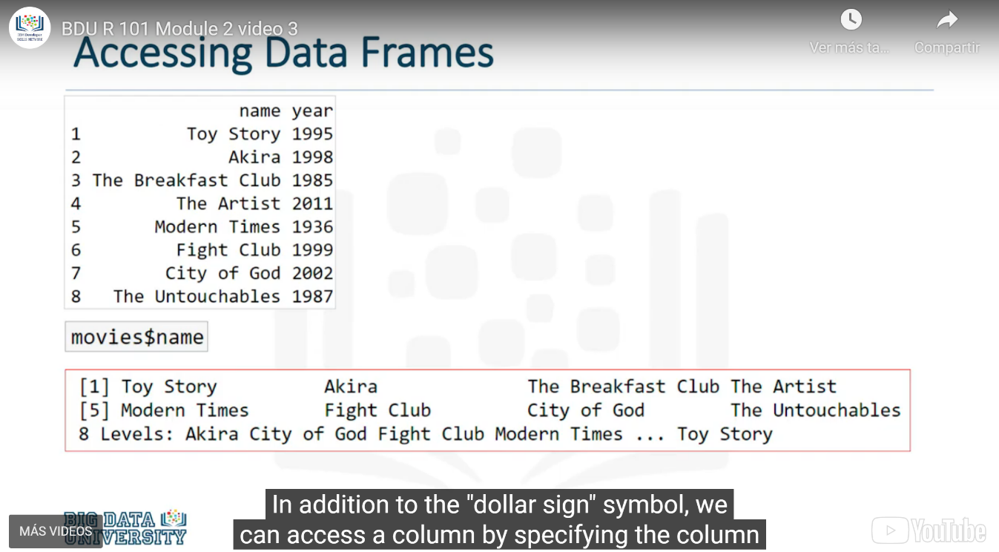 BDU R 101 Module 2 video 3
Ver más ta...
Compartir
Accessing Data Frames
name year
1 Toy Story 1995
2 Akira 1998
3 The Breakfast Club 1985
4 The Artist 2011
5 Modern Times 1936
6 Fight Club 1999
7 City of God 2002
8 The Untouchables 1987
movies$name
[1] Toy Story Akira The Breakfast Club The Artist
[5] Modern Times Fight Club City of God The Untouchables
8 Levels: Akira City of God Fight Club Modern Times ... Toy Story
In addition to the "dollar sign" symbol, we
can access a column by specifying the column
BIG DATA
UNIVERSITY
MÁS VIDEOS
YouTube